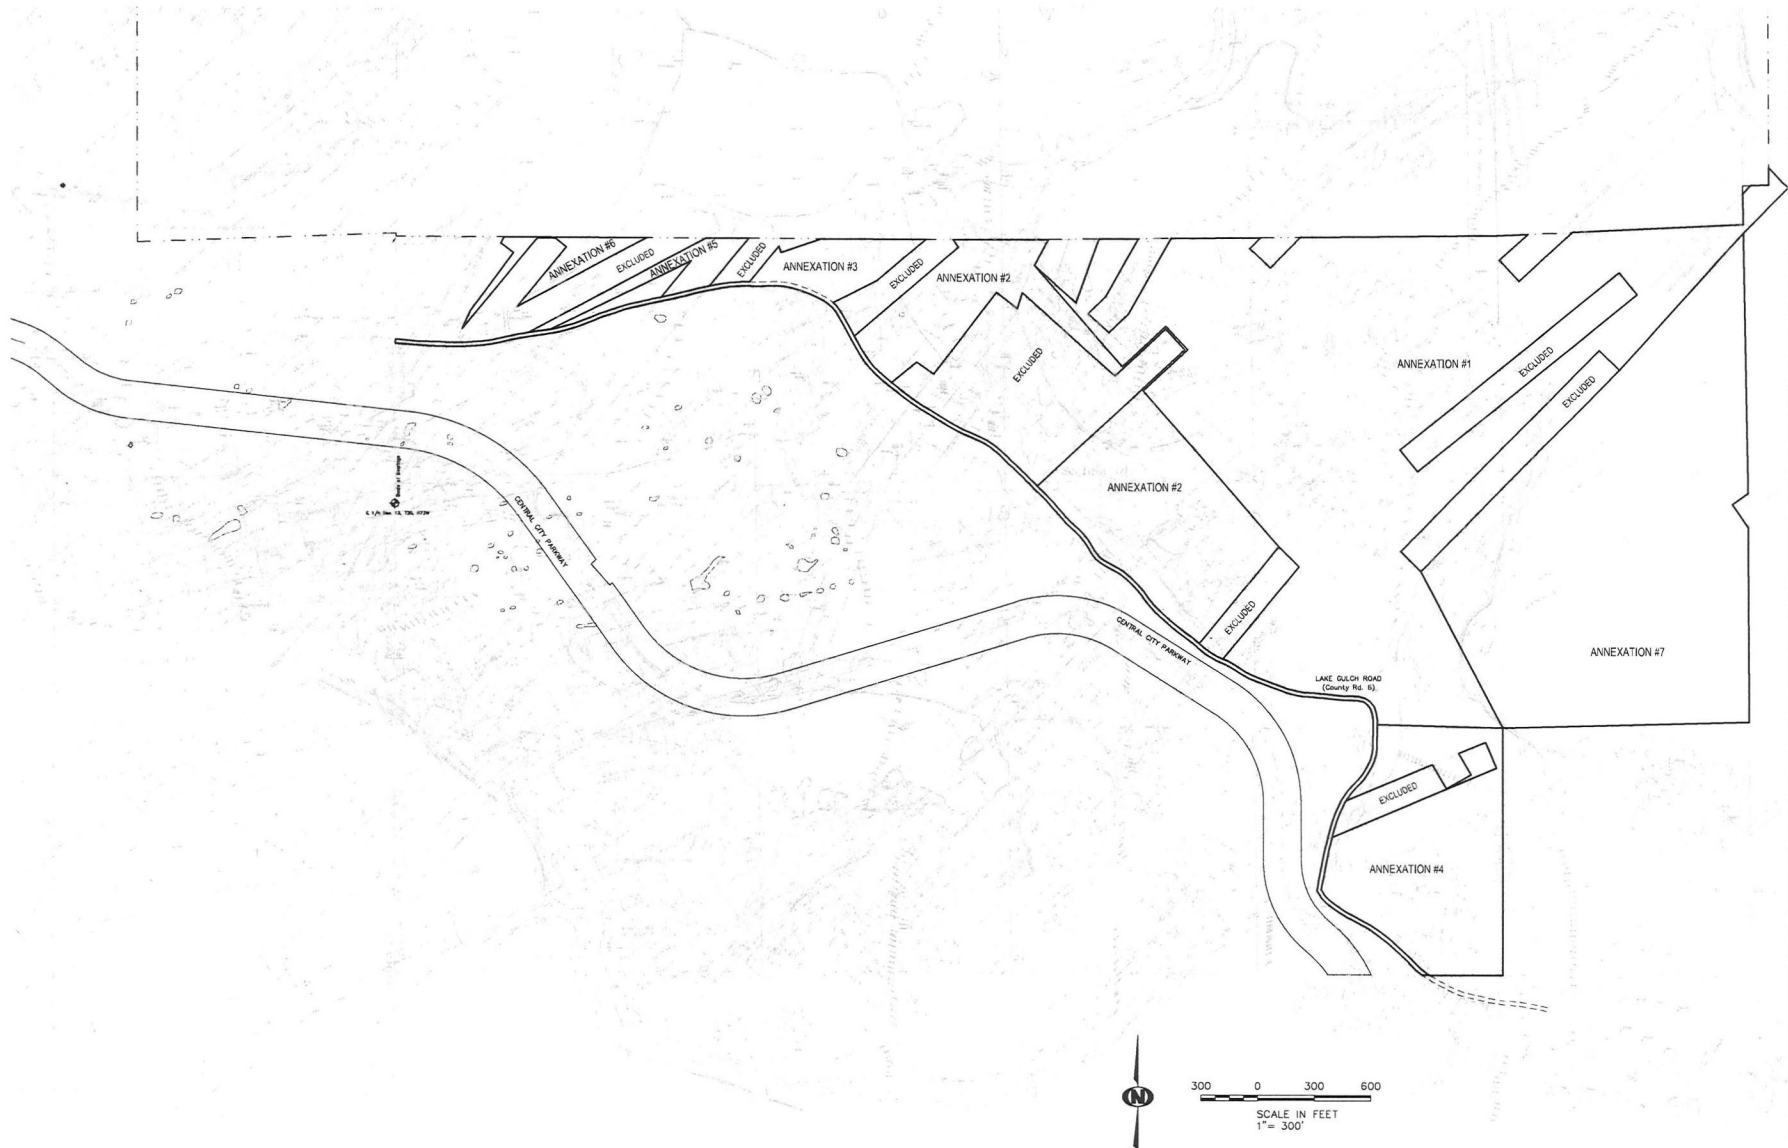 ANNEXATION #6
EXCLUDED
ANNEXATION #5
EXCLUDED
ANNEXATION #3
EXCLUDED
ANNEXATION #2
EXCLUDED
ANNEXATION #1
EXCLUDED
EXCLUDED
ANNEXATION #2
CENTRAL CITY PARKWAY
EXCLUDED
CENTRAL CITY PARKWAY
ANNEXATION #7
LAKE GULCH ROAD
(County Rd. 6)
EXCLUDED
ANNEXATION #4
N
300 0 300 600
SCALE IN FEET
1"= 300'